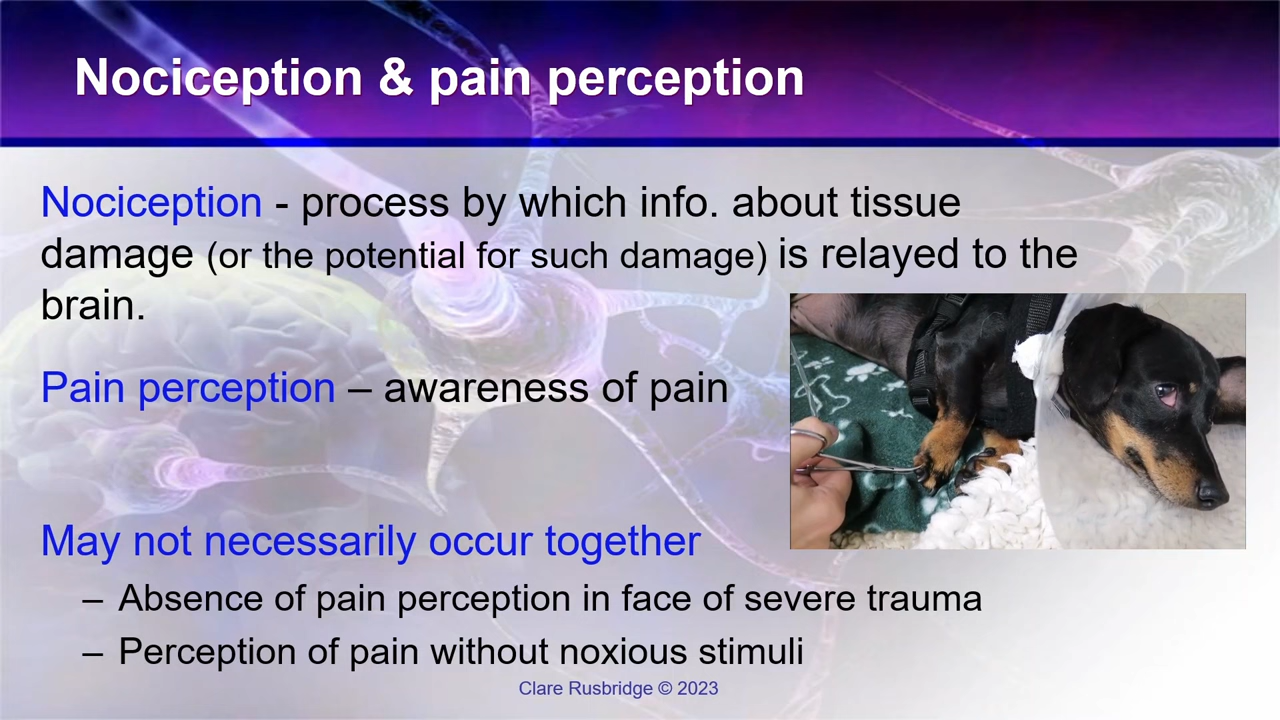 Nociception & pain perception
Nociception - process by which info. about tissue
damage (or the potential for such damage) is relayed to the
brain.
Pain perception – awareness of pain
May not necessarily occur together
– Absence of pain perception in face of severe trauma
– Perception of pain without noxious stimuli
Clare Rusbridge © 2023